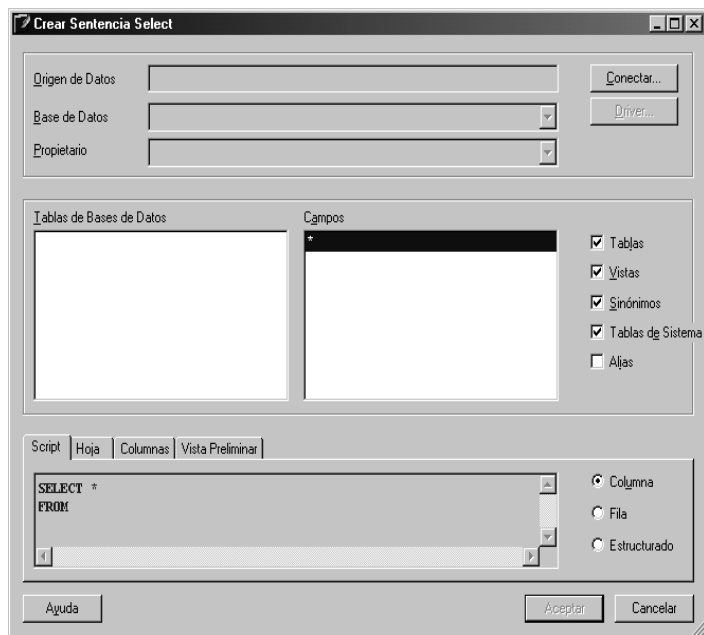 Crear Sentencia Select
Origen de Datos
Conectar...
Base de Datos
Driver...
Propietario
Tablas de Bases de Datos
Campos
*
Tablas
Vistas
Sinónimos
Tablas de Sistema
Alias
Script
Hoja
Columnas
Vista Preliminar
SELECT *
FROM
Columna
Fila
Estructurado
Ayuda
Aceptar
Cancelar